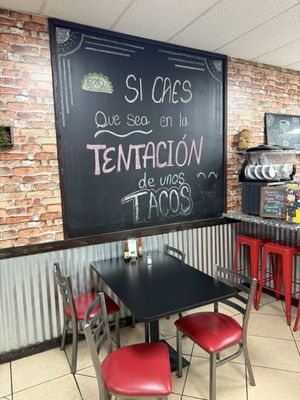 SI CAES
Que sea en la
TENTACIÓN
de unos
TACOS